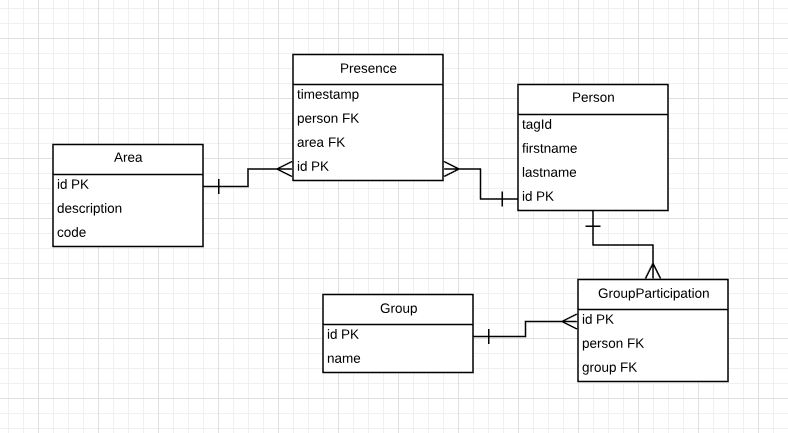 Presence
timestamp
person FK
area FK
id PK
Person
tagId
firstname
lastname
id PK
Area
id PK
description
code
Group
id PK
name
GroupParticipation
id PK
person FK
group FK